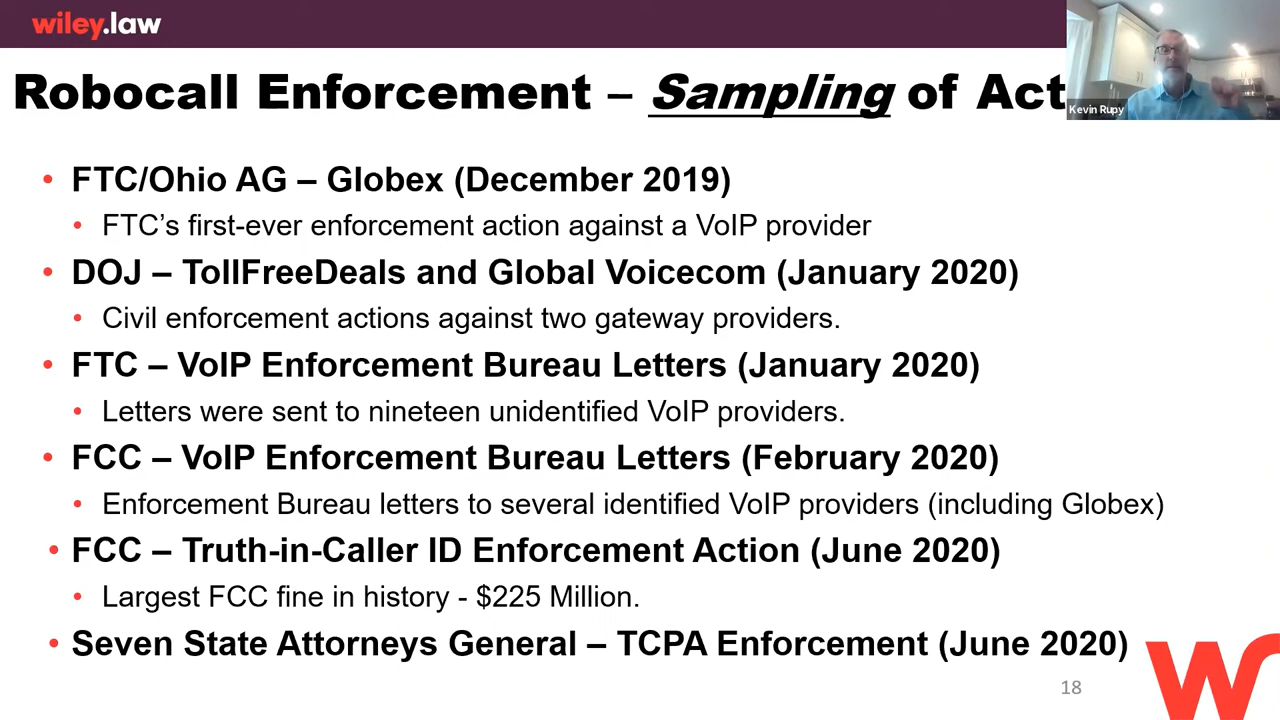 wiley.law
Robocall Enforcement – Sampling of Act
Kevin Rupy
• FTC/Ohio AG – Globex (December 2019)
• FTC’s first-ever enforcement action against a VoIP provider
• DOJ – TollFreeDeals and Global Voicecom (January 2020)
• Civil enforcement actions against two gateway providers.
• FTC – VoIP Enforcement Bureau Letters (January 2020)
• Letters were sent to nineteen unidentified VoIP providers.
• FCC – VoIP Enforcement Bureau Letters (February 2020)
• Enforcement Bureau letters to several identified VoIP providers (including Globex)
• FCC – Truth-in-Caller ID Enforcement Action (June 2020)
• Largest FCC fine in history - $225 Million.
• Seven State Attorneys General – TCPA Enforcement (June 2020)
18
w